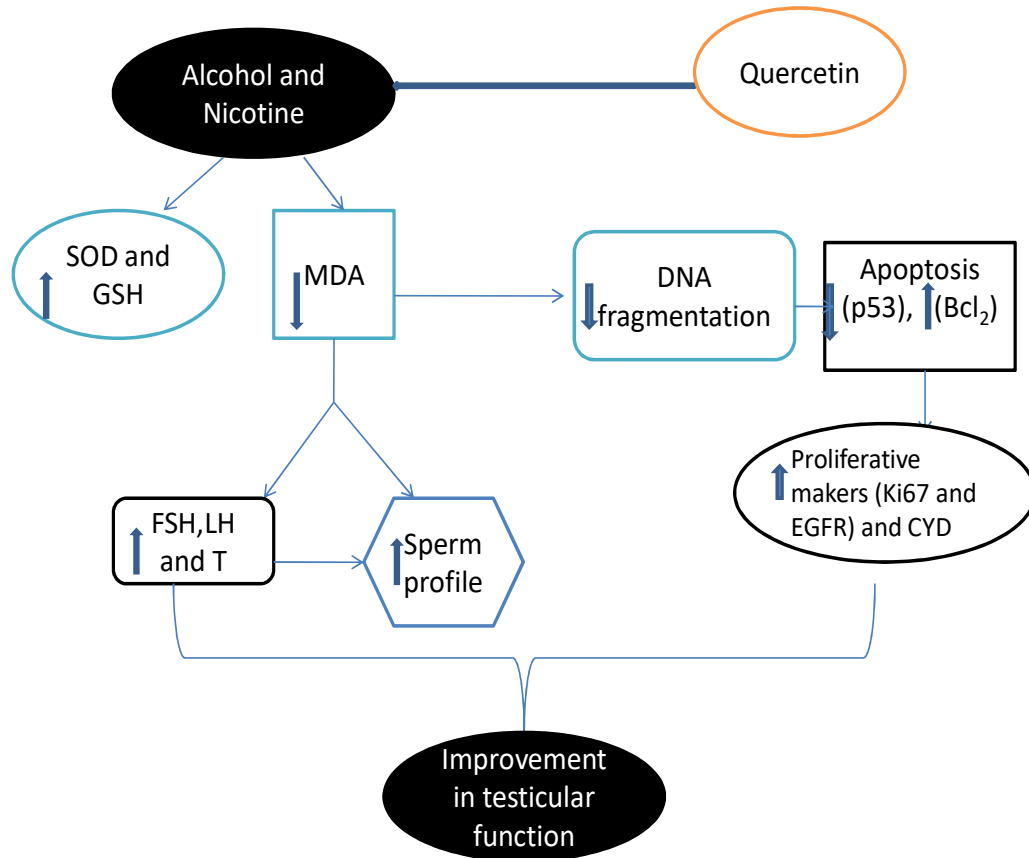 Alcohol and
Nicotine
Quercetin
SOD and
GSH
MDA
DNA
fragmentation
Apoptosis
(p53), (Bcl₂)
Proliferative
makers (Ki67 and
EGFR) and CYD
FSH,LH
and T
Sperm
profile
Improvement
in testicular
function